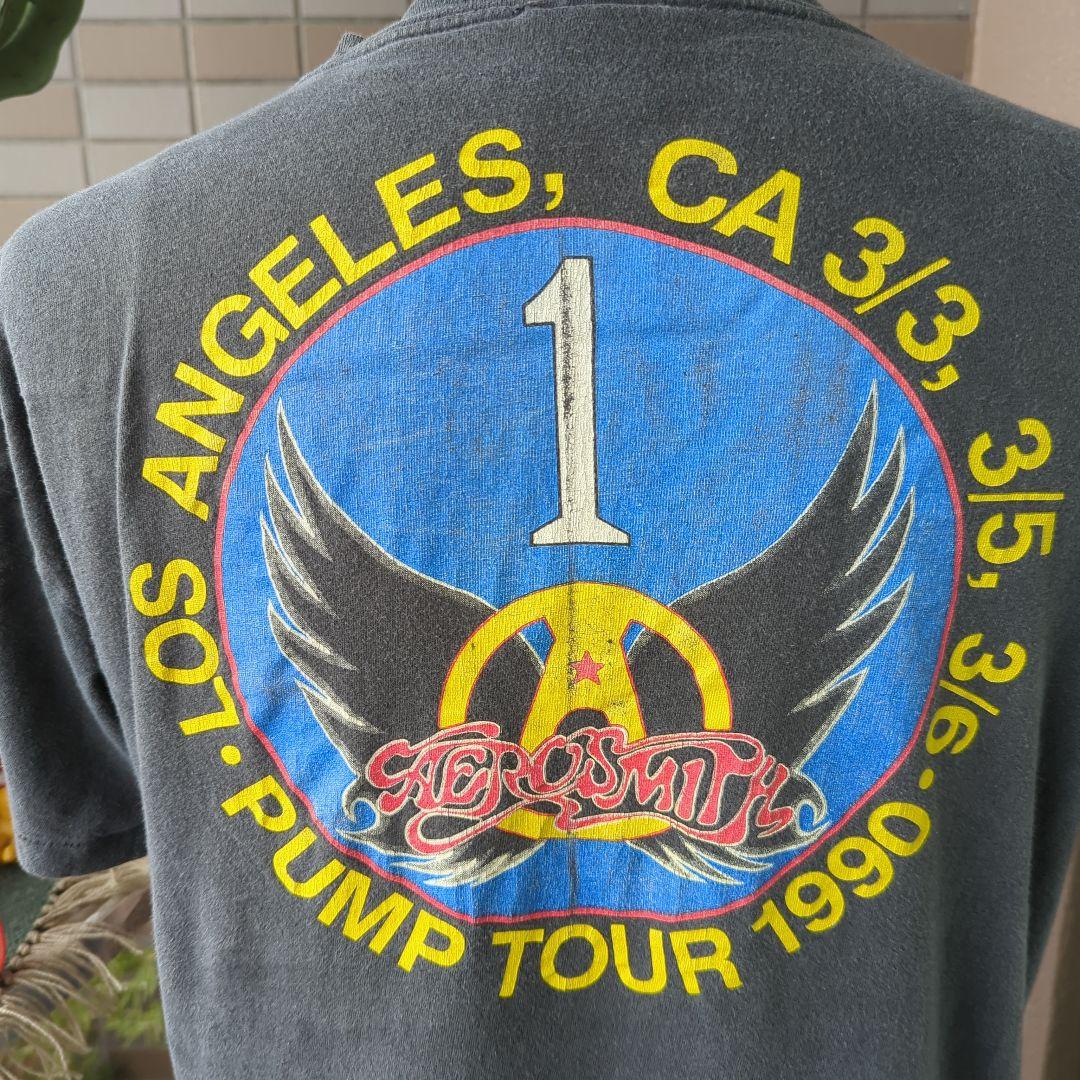 LOS ANGELES, CA 3/3, 3/5, 3/6 ·
PUMP TOUR 1990 ·
1
A
AEROSMITH